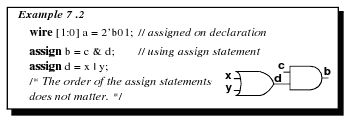 Example 7 .2
wire [1:0] a = 2'b01; // assigned on declaration
assign b = c & d; // using assign statement
assign d = x | y;
/* The order of the assign statements
does not matter. */
x
y
c
d
b